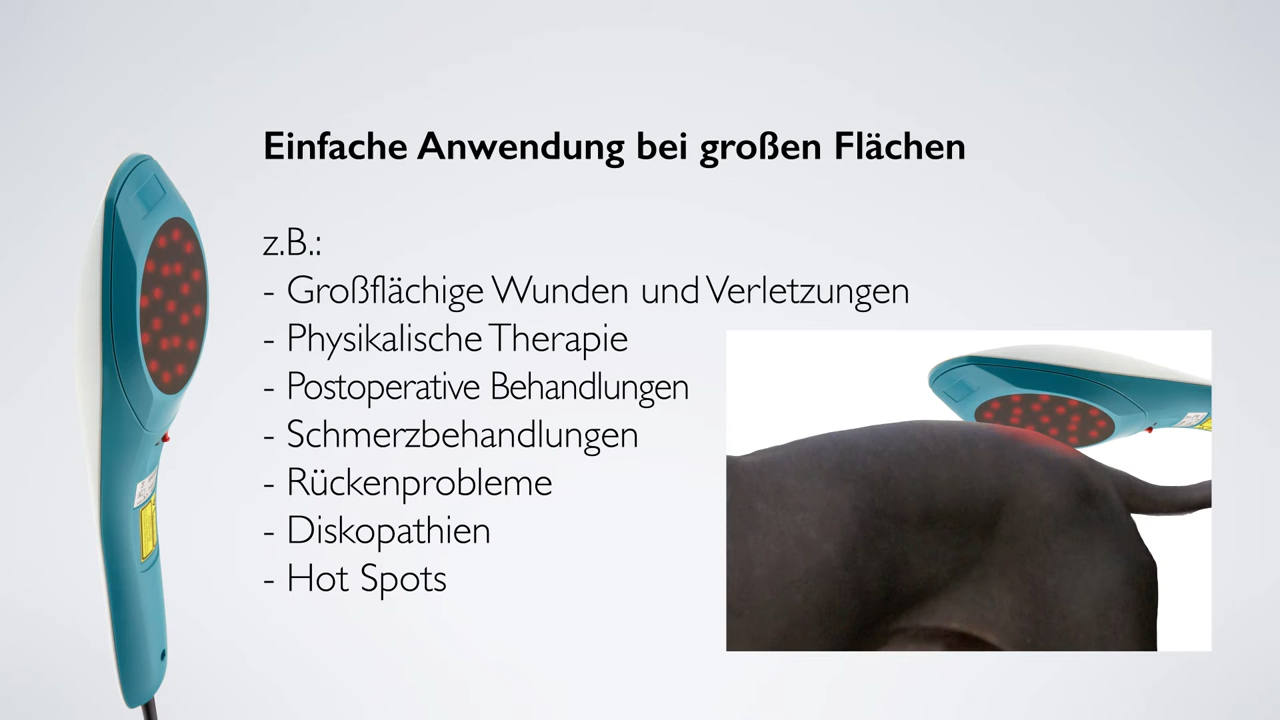 Einfache Anwendung bei großen Flächen
z.B.:
- Großflächige Wunden und Verletzungen
- Physikalische Therapie
- Postoperative Behandlungen
- Schmerzbehandlungen
- Rückenprobleme
- Diskopathien
- Hot Spots